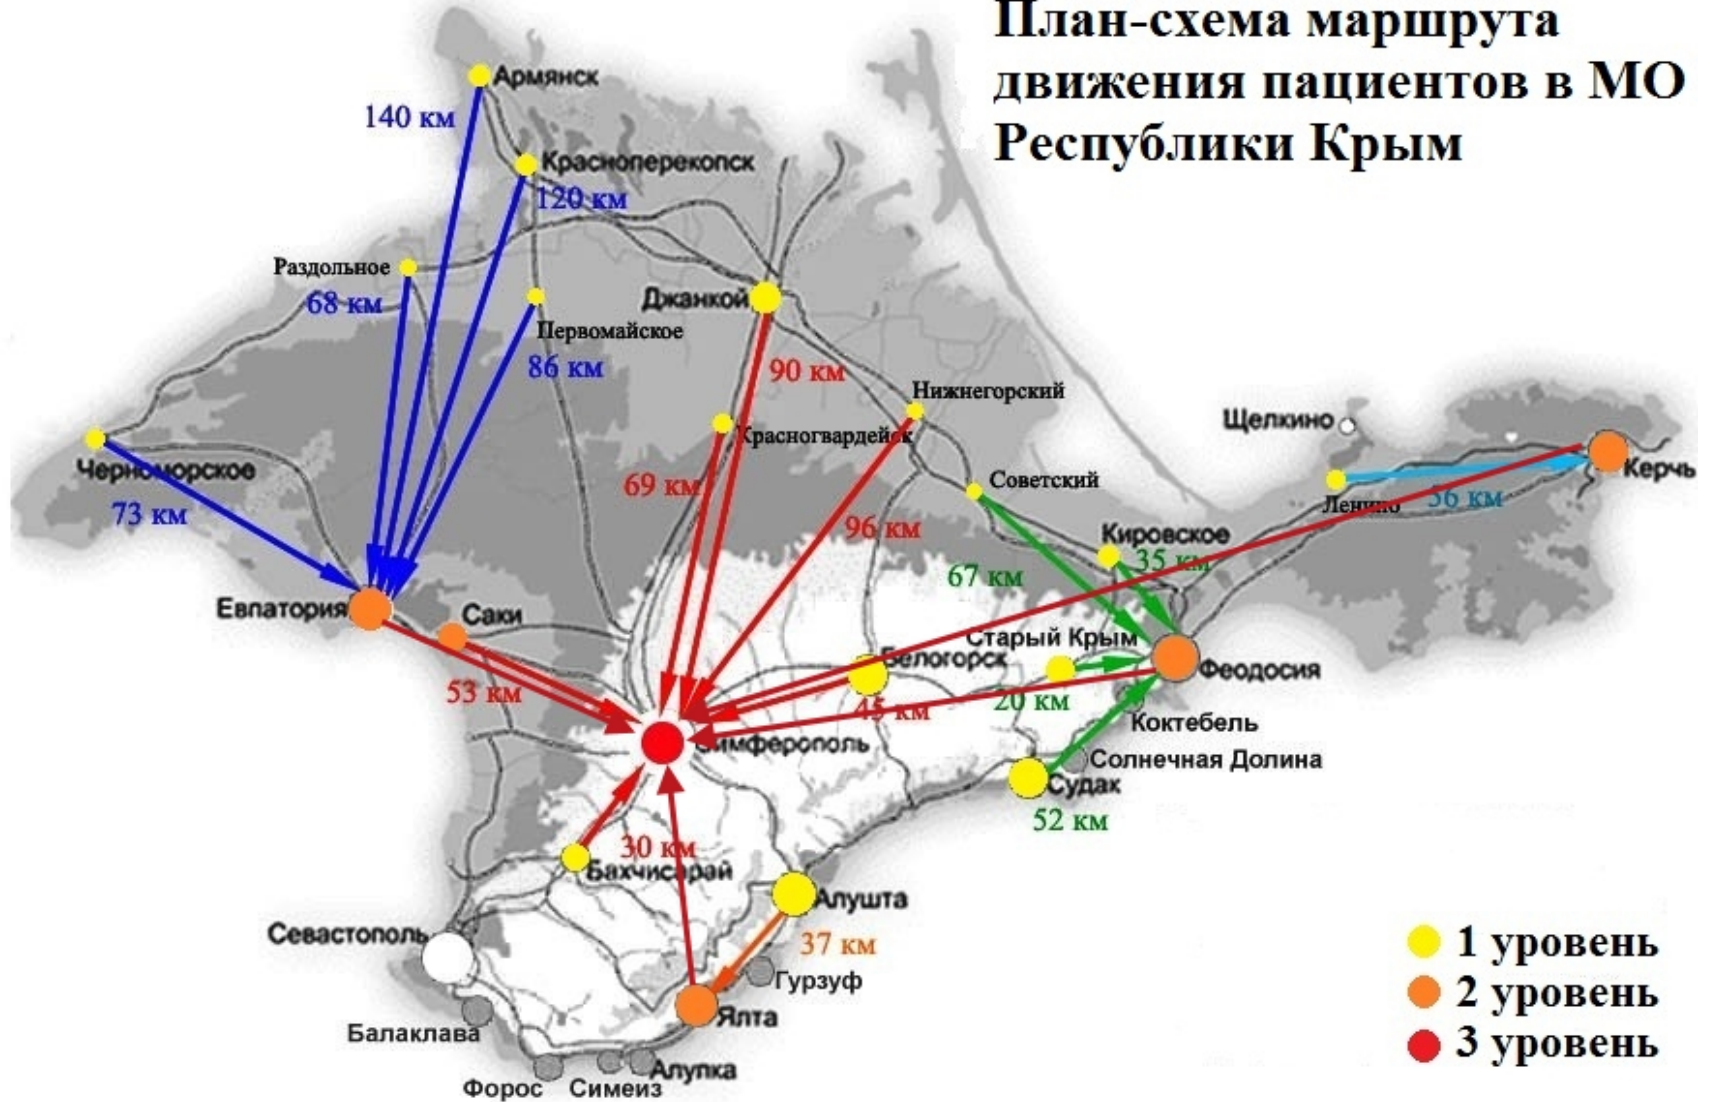 План-схема маршрута
движения пациентов в МО
Республики Крым
Армянск
140 км
Красноперекопск
120 км
Раздольное
68 км
Джанкой
Первомайское
86 км
90 км
Нижнегорский
Красногвардейск
Щелкино
Черноморское
73 км
69 км
96 км
Советский
Керчь
Ленино
56 км
Кировское
35 км
67 км
Евпатория
Саки
53 км
Старый Крым
Белогорск
45 км
20 км
Феодосия
Коктебель
Симферополь
Солнечная Долина
Судак
52 км
30 км
Бахчисарай
Алушта
37 км
Севастополь
Гурзуф
Ялта
Балаклава
Форос
Симеиз
Алупка
1 уровень
2 уровень
3 уровень